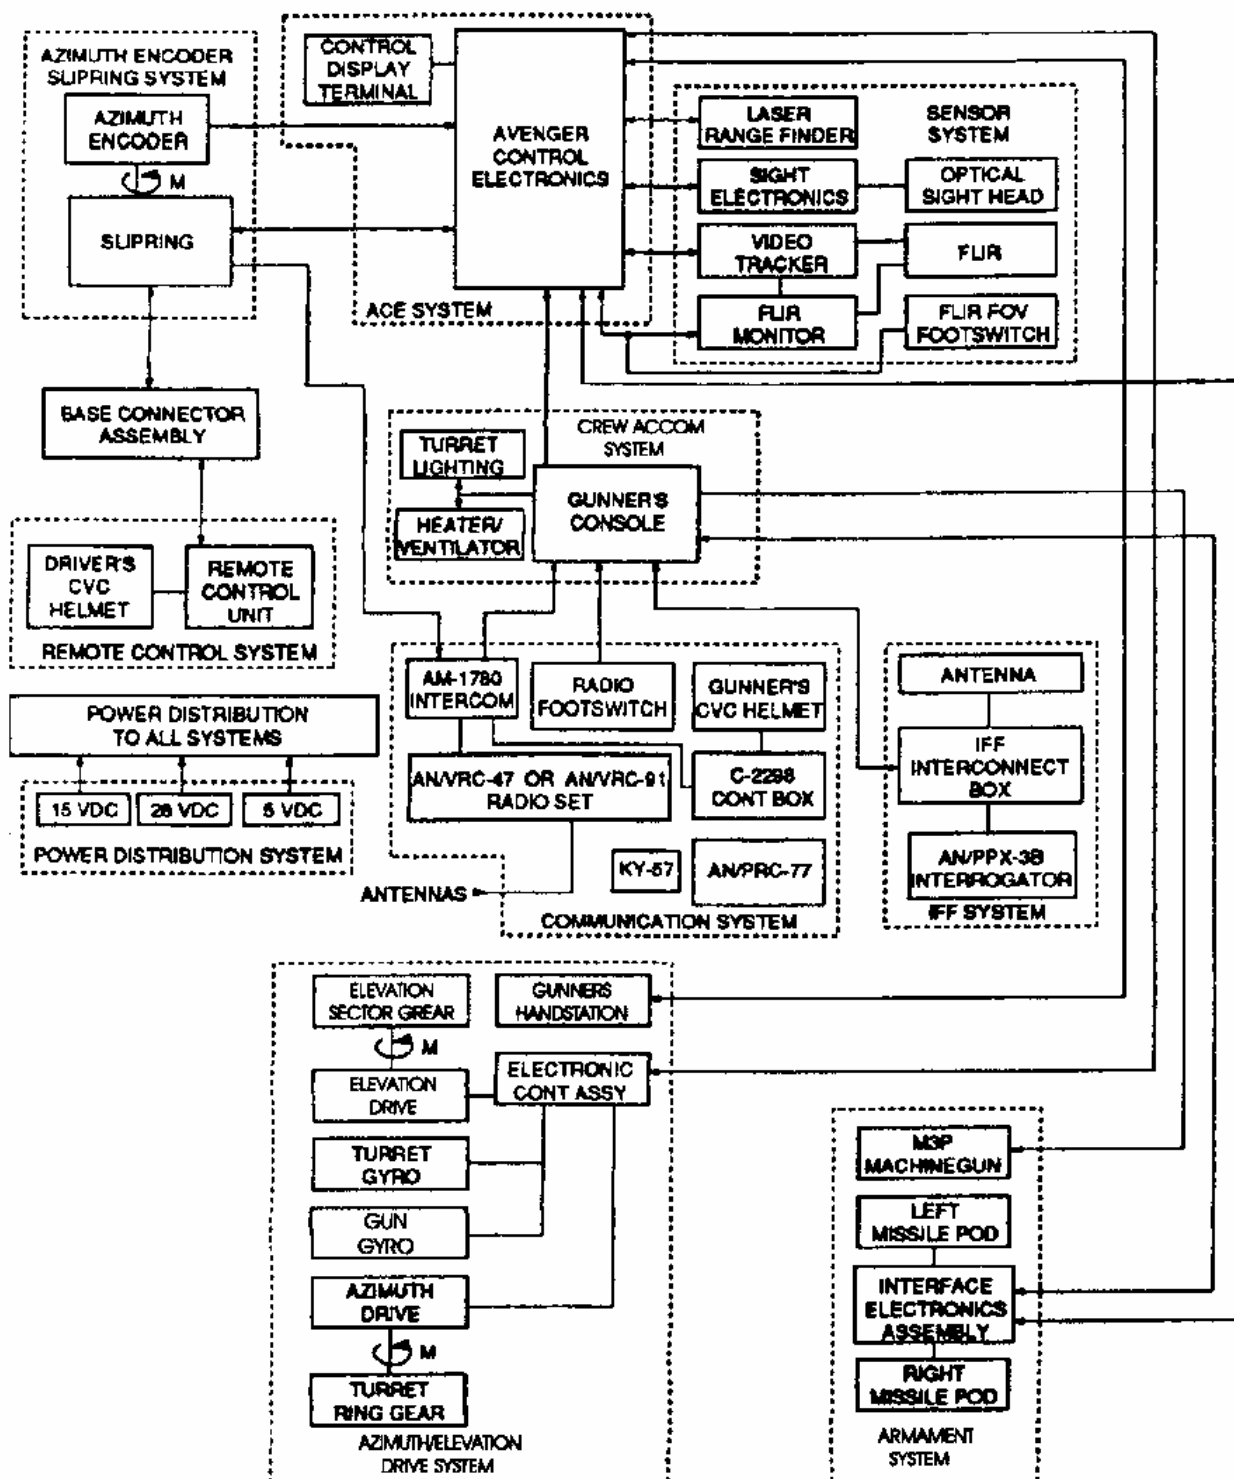 AZIMUTH ENCODER
SLIPRING SYSTEM
AZIMUTH
ENCODER
M
SLIPRING
CONTROL
DISPLAY
TERMINAL
AVENGER
CONTROL
ELECTRONICS
ACE SYSTEM
LASER
RANGE FINDER
SENSOR
SYSTEM
SIGHT
ELECTRONICS
OPTICAL
SIGHT HEAD
VIDEO
TRACKER
FLIR
FLIR
MONITOR
FLIR FOV
FOOTSWITCH
BASE CONNECTOR
ASSEMBLY
DRIVER'S
CVC
HELMET
REMOTE
CONTROL
UNIT
REMOTE CONTROL SYSTEM
CREW ACCOM
SYSTEM
TURRET
LIGHTING
HEATER/
VENTILATOR
GUNNER'S
CONSOLE
POWER DISTRIBUTION
TO ALL SYSTEMS
15 VDC
28 VDC
5 VDC
POWER DISTRIBUTION SYSTEM
AM-1780
INTERCOM
RADIO
FOOTSWITCH
GUNNER'S
CVC HELMET
AN/VRC-47 OR AN/VRC-91
RADIO SET
C-2298
CONT BOX
KY-57
AN/PRC-77
ANTENNAS
COMMUNICATION SYSTEM
ANTENNA
IFF
INTERCONNECT
BOX
AN/PPX-3B
INTERROGATOR
IFF SYSTEM
ELEVATION
SECTOR GREAR
M
GUNNERS
HANDSTATION
ELEVATION
DRIVE
ELECTRONIC
CONT ASSY
TURRET
GYRO
GUN
GYRO
AZIMUTH
DRIVE
M
TURRET
RING GEAR
AZIMUTH/ELEVATION
DRIVE SYSTEM
M3P
MACHINEGUN
LEFT
MISSILE POD
INTERFACE
ELECTRONICS
ASSEMBLY
RIGHT
MISSILE POD
ARMAMENT
SYSTEM